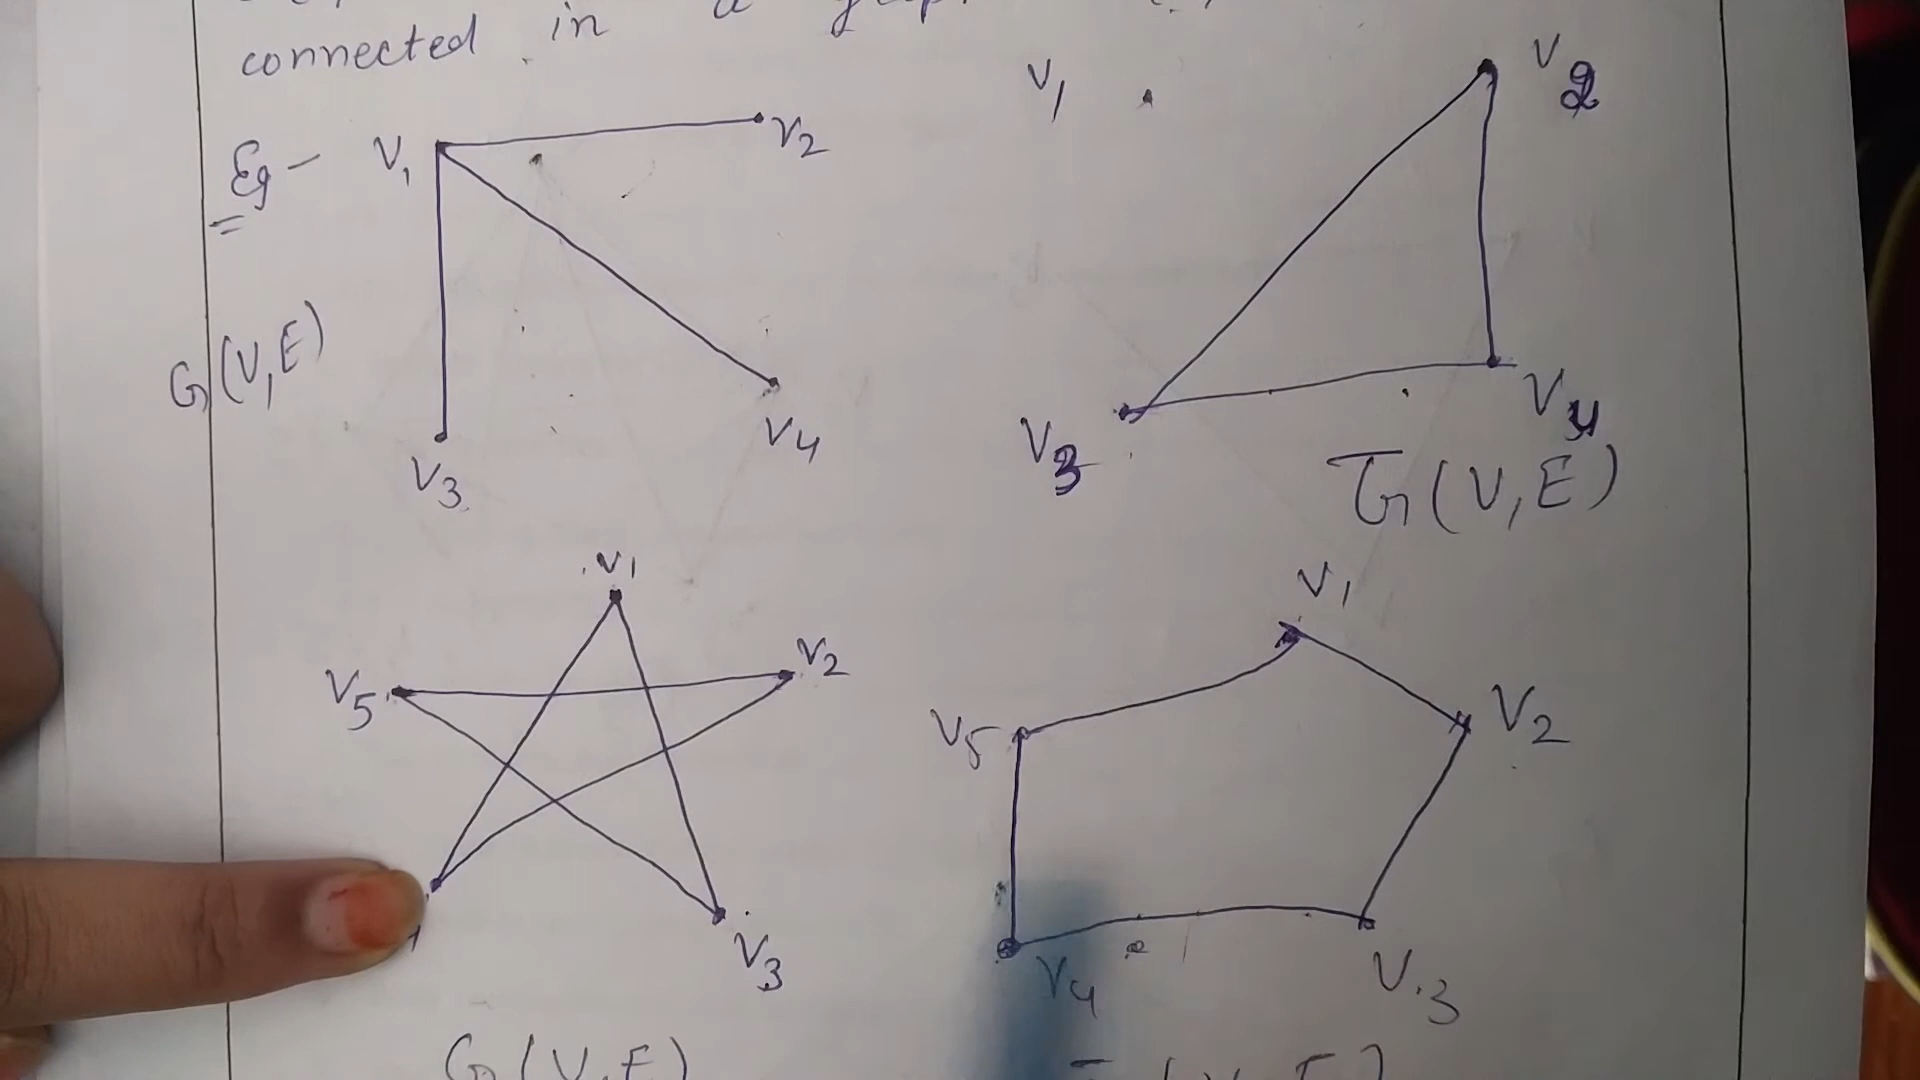 connected in a
Eg - V1 V2
V3 V4
G(V,E)
V1 V2
V3 V4
G̅(V,E)
V1
V5 V2
V3
G(V,E)
V1
V5 V2
V4 V.3